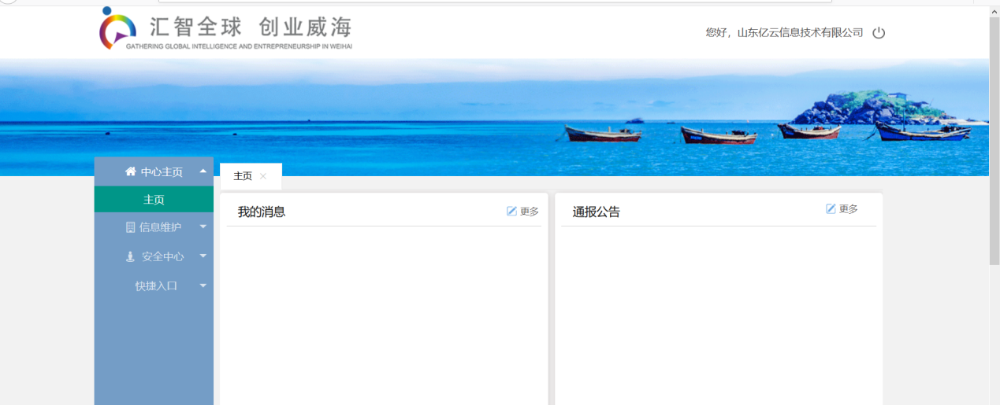 汇智全球 创业威海
GATHERING GLOBAL INTELLIGENCE AND ENTREPRENEURSHIP IN WEIHAI
您好，山东亿云信息技术有限公司
中心主页
主页
信息维护
安全中心
快捷入口
主页
我的消息
更多
通报公告
更多